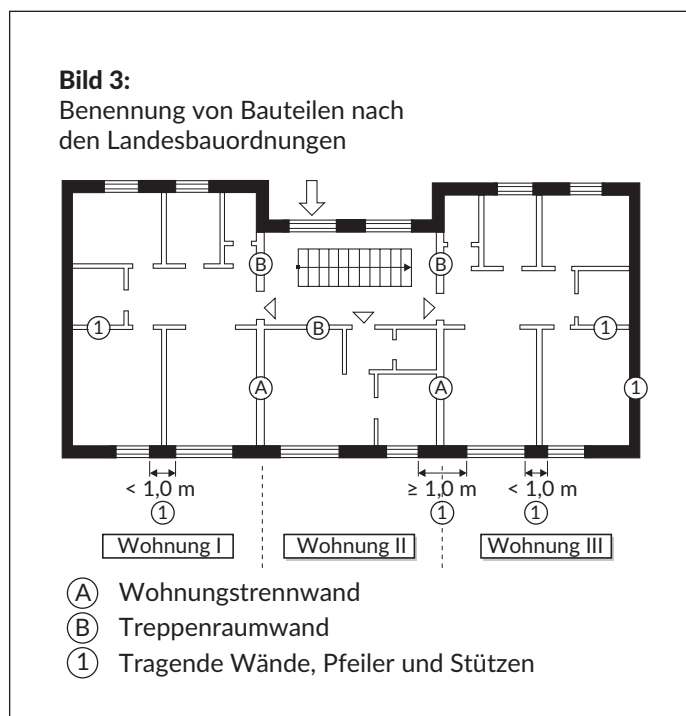 Bild 3:
Benennung von Bauteilen nach
den Landesbauordnungen
B
B
1
B
1
A
A
1
< 1,0 m
≥ 1,0 m
< 1,0 m
1
1
1
Wohnung I
Wohnung II
Wohnung III
A Wohnungstrennwand
B Treppenraumwand
1 Tragende Wände, Pfeiler und Stützen